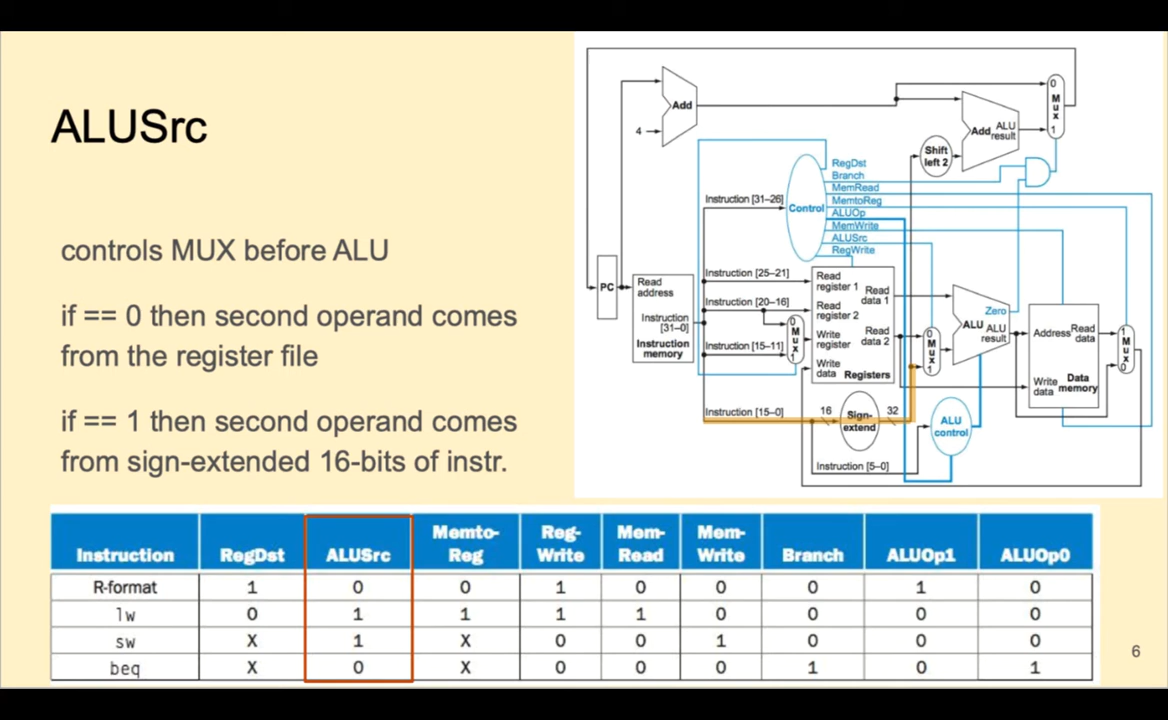 ALUSrc
controls MUX before ALU
if == 0 then second operand comes
from the register file
if == 1 then second operand comes
from sign-extended 16-bits of instr.
Add
4
Add ALU
result
0
M
u
x
1
Shift
left 2
RegDst
Branch
MemRead
MemtoReg
ALUOp
MemWrite
ALUSrc
RegWrite
Control
Instruction [31–26]
Instruction [25–21]
Instruction [20–16]
Instruction [15–11]
Instruction [15–0]
Instruction [5–0]
PC
Read
address
Instruction
[31–0]
Instruction
memory
0
M
u
x
1
Read
register 1
Read
register 2
Write
register
Write
data
Read
data 1
Read
data 2
Registers
16
Sign-
extend
32
0
M
u
x
1
Zero
ALU ALU
result
ALU
control
Address
Read
data
Write
data
Data
memory
1
M
u
x
0
Instruction RegDst ALUSrc Memto-Reg Reg-Write Mem-Read Mem-Write Branch ALUOp1 ALUOp0
R-format 1 0 0 1 0 0 0 1 0
lw 0 1 1 1 1 0 0 0 0
sw X 1 X 0 0 1 0 0 0
beq X 0 X 0 0 0 1 0 1
6